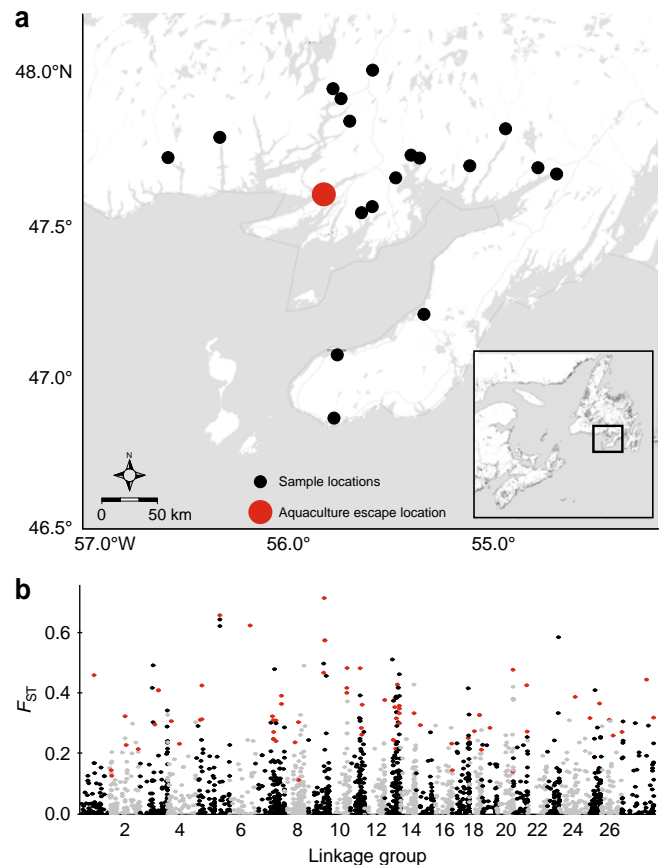 a
48.0°N
47.5°
47.0°
46.5°
N
0 50 km
Sample locations
Aquaculture escape location
57.0°W 56.0° 55.0°
b
0.6
0.4
0.2
0.0
FST
2 4 6 8 10 12 14 16 18 20 22 24 26
Linkage group